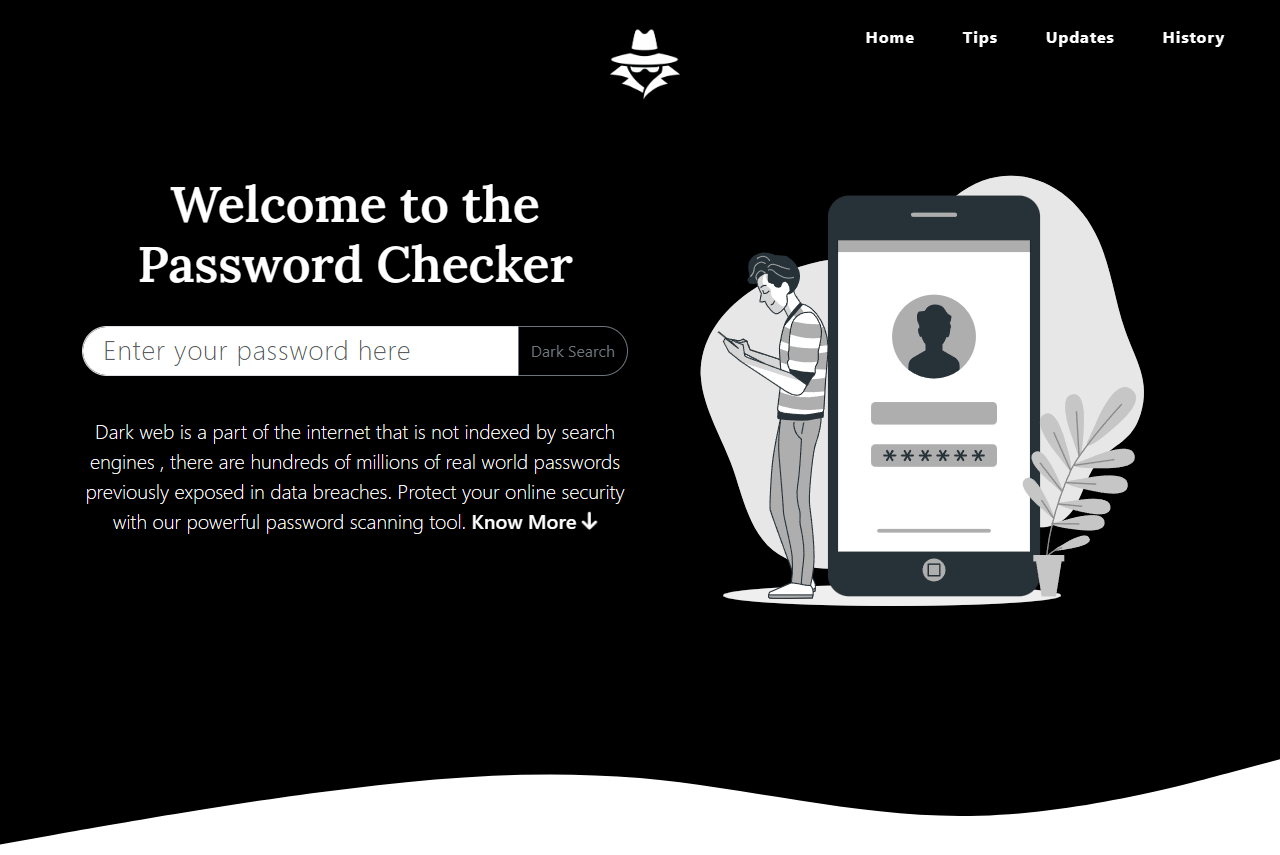 Home Tips Updates History
Welcome to the
Password Checker
Enter your password here
Dark Search
Dark web is a part of the internet that is not indexed by search
engines , there are hundreds of millions of real world passwords
previously exposed in data breaches. Protect your online security
with our powerful password scanning tool. Know More
******